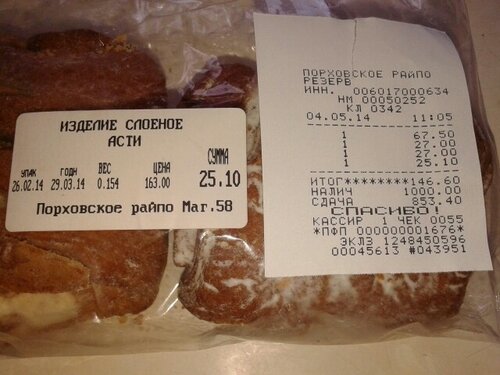 ИЗДЕЛИЕ СЛОЕНОЕ
АСТИ
УПАК ГОДН ВЕС ЦЕНА СУММА
26.02.14 29.03.14 0.154 163.00 25.10
Порховское райпо Маг.58
ПОРХОВСКОЕ РАЙПО
РЕЗЕРВ
ИНН. 006017000634
НМ 00050252
КЛ 0342
04.05.14 11:05
1 67.50
1 27.00
1 27.00
1 25.10
ИТОГ********146.60
НАЛИЧ 1000.00
СДАЧА 853.40
СПАСИБО!
КАССИР 1 ЧЕК 0055
*ПФП 000000001676*
ЭКЛЗ 1248450596
00045613 #043951